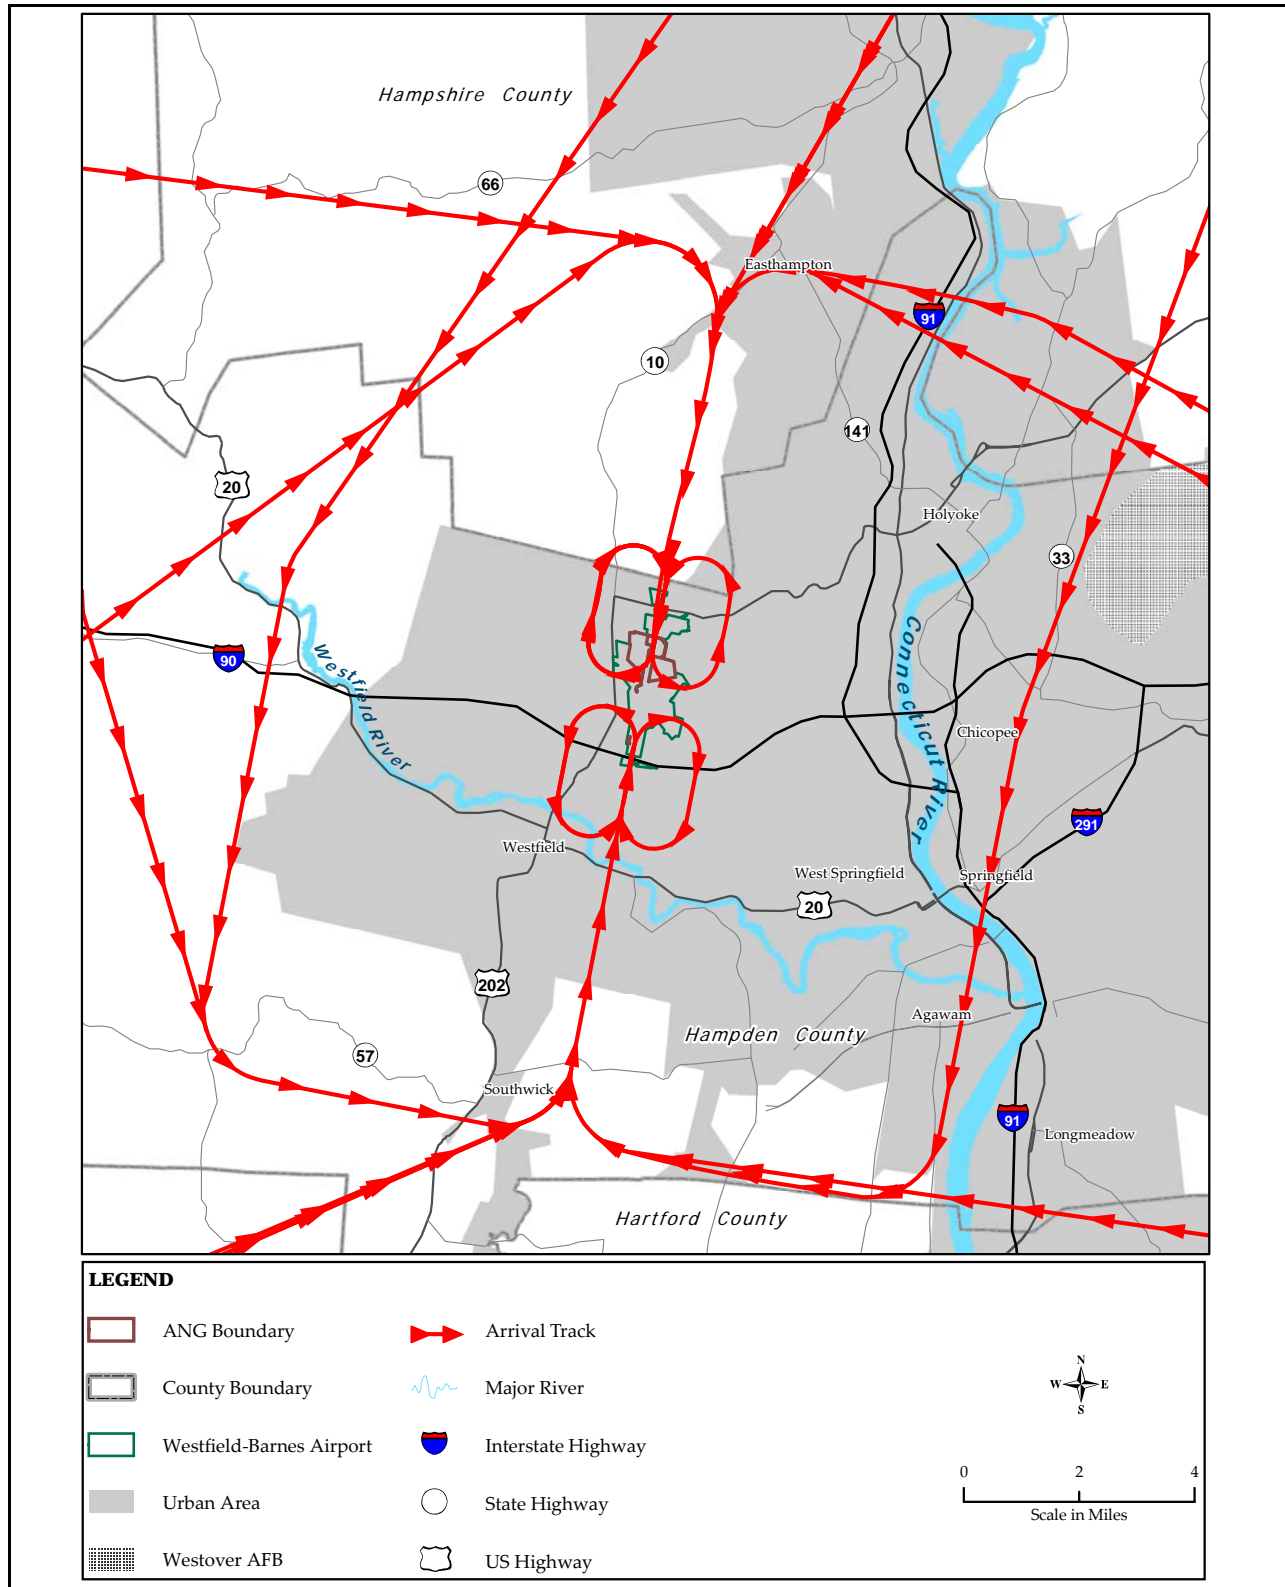 Hampshire County
66
Easthampton
91
10
141
20
Holyoke
33
Connecticut River
Westfield River
90
Chicopee
291
Westfield
West Springfield
Springfield
20
202
Agawam
Hampden County
57
Southwick
91
Longmeadow
Hartford County
LEGEND
ANG Boundary
Arrival Track
County Boundary
Major River
Westfield-Barnes Airport
Interstate Highway
Urban Area
State Highway
Westover AFB
US Highway
N
W E
S
0 2 4
Scale in Miles